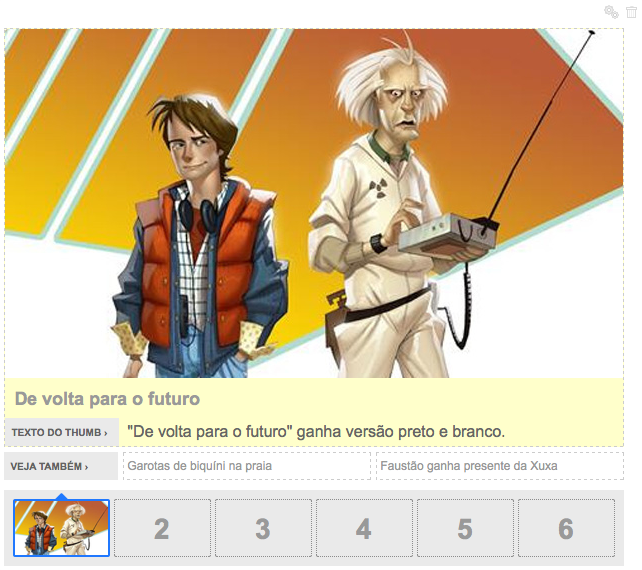 De volta para o futuro
TEXTO DO THUMB ›
"De volta para o futuro" ganha versão preto e branco.
VEJA TAMBÉM ›
Garotas de biquíni na praia
Faustão ganha presente da Xuxa
2 3 4 5 6